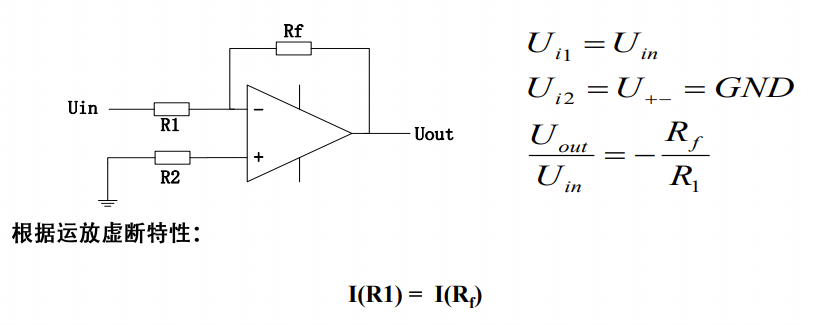 Rf
U_{i1} = U_{in}
Uin
R1
−
U_{i2} = U_{+-} = GND
Uout
R2
+
\frac{U_{out}}{U_{in}} = -\frac{R_f}{R_1}
根据运放虚断特性：
I(R1) = I(R_f)